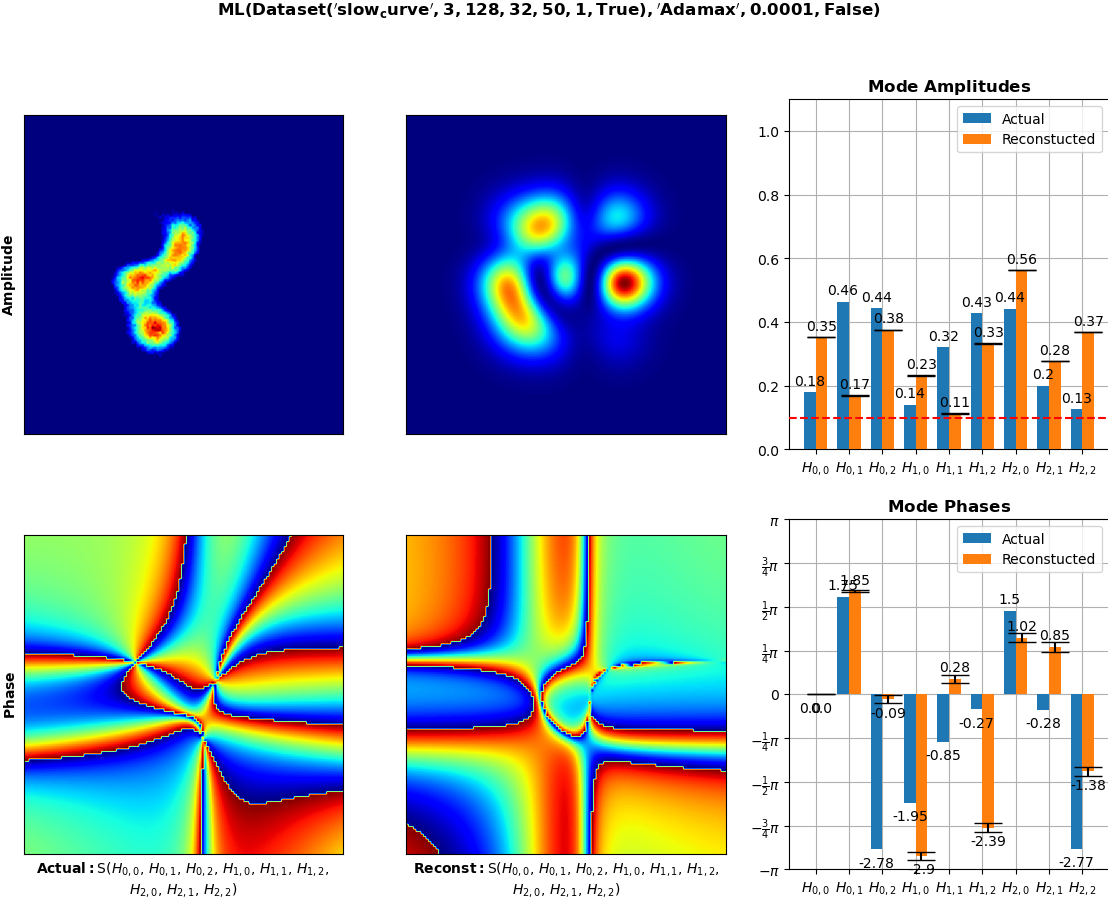 ML(Dataset('slow_curve', 3, 128, 32, 50, 1, True), 'Adamax', 0.0001, False)
Amplitude
Mode Amplitudes
Actual
Reconstucted
1.0
0.8
0.6
0.4
0.2
0.0
0.18 0.46 0.44 0.14 0.32 0.43 0.44 0.2 0.13
0.35 0.17 0.38 0.23 0.11 0.33 0.56 0.28 0.37
H0,0 H0,1 H0,2 H1,0 H1,1 H1,2 H2,0 H2,1 H2,2
Phase
Actual: S(H0,0, H0,1, H0,2, H1,0, H1,1, H1,2,
H2,0, H2,1, H2,2)
Reconst: S(H0,0, H0,1, H0,2, H1,0, H1,1, H1,2,
H2,0, H2,1, H2,2)
Mode Phases
Actual
Reconstucted
π
3/4π
1/2π
1/4π
0
−1/4π
−1/2π
−3/4π
−π
0.0 1.75 -2.78 -1.95 -0.85 -0.27 1.5 -0.28 -2.77
0.0 1.85 -0.09 -2.9 0.28 -2.39 1.02 0.85 -1.38
H0,0 H0,1 H0,2 H1,0 H1,1 H1,2 H2,0 H2,1 H2,2